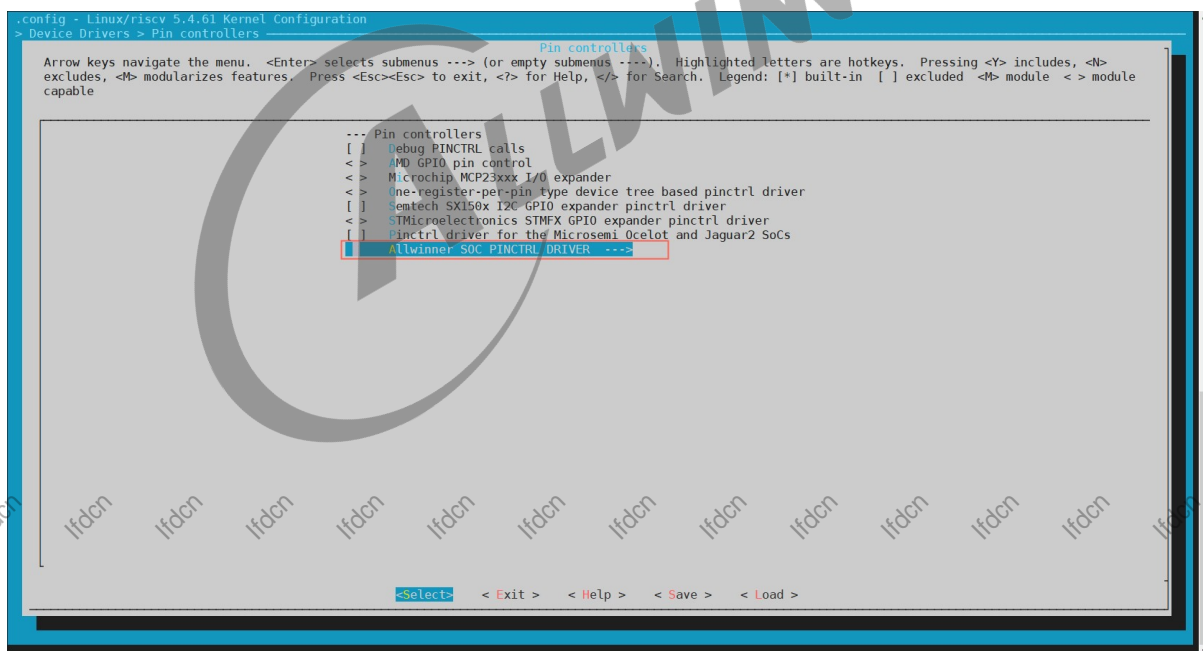 .config - Linux/riscv 5.4.61 Kernel Configuration
> Device Drivers > Pin controllers
Pin controllers
Arrow keys navigate the menu. <Enter> selects submenus ---> (or empty submenus ----). Highlighted letters are hotkeys. Pressing <Y> includes, <N>
excludes, <M> modularizes features. Press <Esc><Esc> to exit, <?> for Help, </> for Search. Legend: [*] built-in [ ] excluded <M> module < > module
capable
--- Pin controllers
[ ] Debug PINCTRL calls
< > AMD GPIO pin control
< > Microchip MCP23xxx I/O expander
< > One-register-per-pin type device tree based pinctrl driver
[ ] Semtech SX150x I2C GPIO expander pinctrl driver
< > STMicroelectronics STMFX GPIO expander pinctrl driver
[ ] Pinctrl driver for the Microsemi Ocelot and Jaguar2 SoCs
Allwinner SOC PINCTRL DRIVER --->
ALLWIN
lfdcn lfdcn lfdcn lfdcn lfdcn lfdcn lfdcn lfdcn lfdcn lfdcn lfdcn lfdcn
<Select> < Exit > < Help > < Save > < Load >